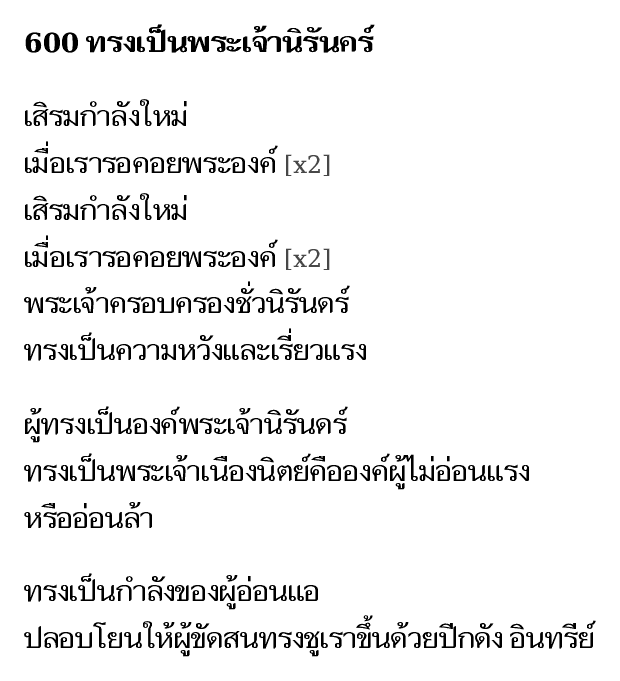 600 ทรงเป็นพระเจ้านิรันคร์
เสิรมกำลังใหม่
เมื่อเรารอคอยพระองค์ [x2]
เสิรมกำลังใหม่
เมื่อเรารอคอยพระองค์ [x2]
พระเจ้าครอบครองชั่วนิรันดร์
ทรงเป็นความหวังและเรี่ยวแรง
ผู้ทรงเป็นองค์พระเจ้านิรันดร์
ทรงเป็นพระเจ้าเนืองนิตย์คือองค์ผู้ไม่อ่อนแรง
หรืออ่อนล้า
ทรงเป็นกำลังของผู้อ่อนแอ
ปลอบโยนให้ผู้ขัดสนทรงชูเราขึ้นด้วยปีกดัง อินทรีย์